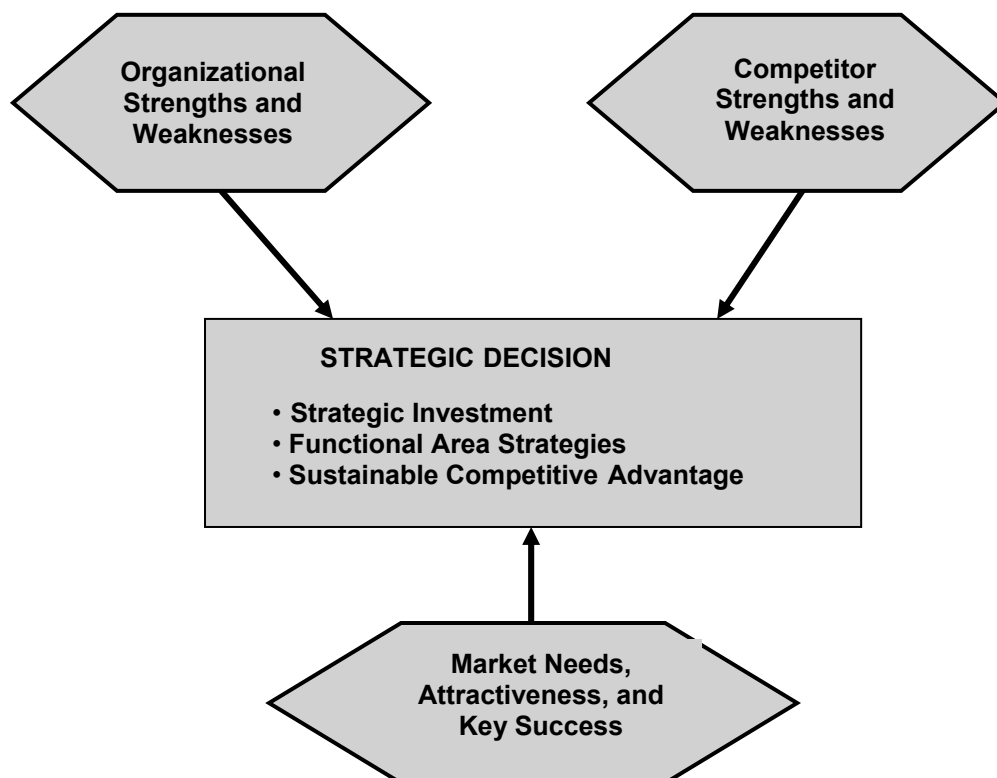 Organizational
Strengths and
Weaknesses
Competitor
Strengths and
Weaknesses
STRATEGIC DECISION
• Strategic Investment
• Functional Area Strategies
• Sustainable Competitive Advantage
Market Needs,
Attractiveness, and
Key Success